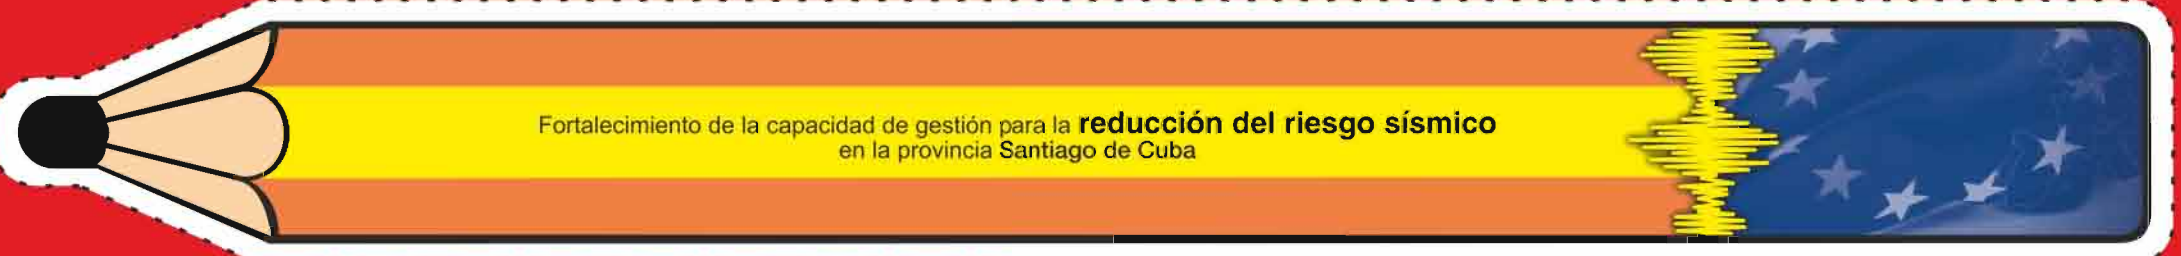 Fortalecimiento de la capacidad de gestión para la reducción del riesgo sísmico
en la provincia Santiago de Cuba